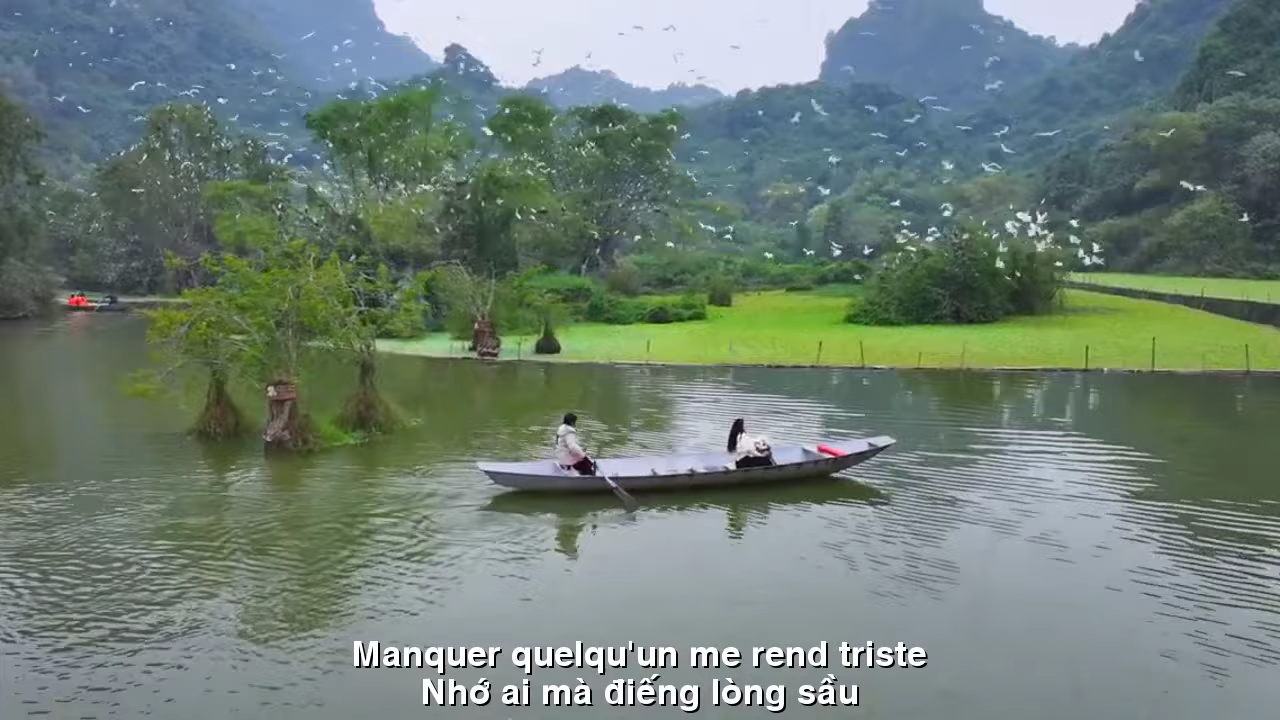 Manquer quelqu'un me rend triste
Nhớ ai mà điếng lòng sầu